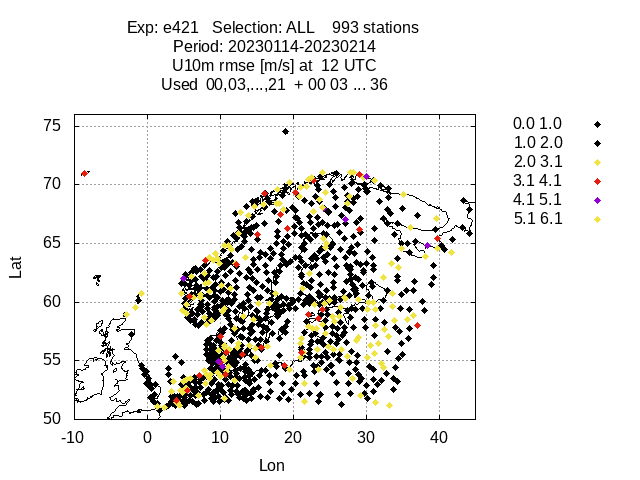 Exp: e421 Selection: ALL 993 stations
Period: 20230114-20230214
U10m rmse [m/s] at 12 UTC
Used 00,03,...,21 + 00 03 ... 36
75
70
65
60
55
50
-10 0 10 20 30 40
Lat
Lon
0.0 1.0
1.0 2.0
2.0 3.1
3.1 4.1
4.1 5.1
5.1 6.1